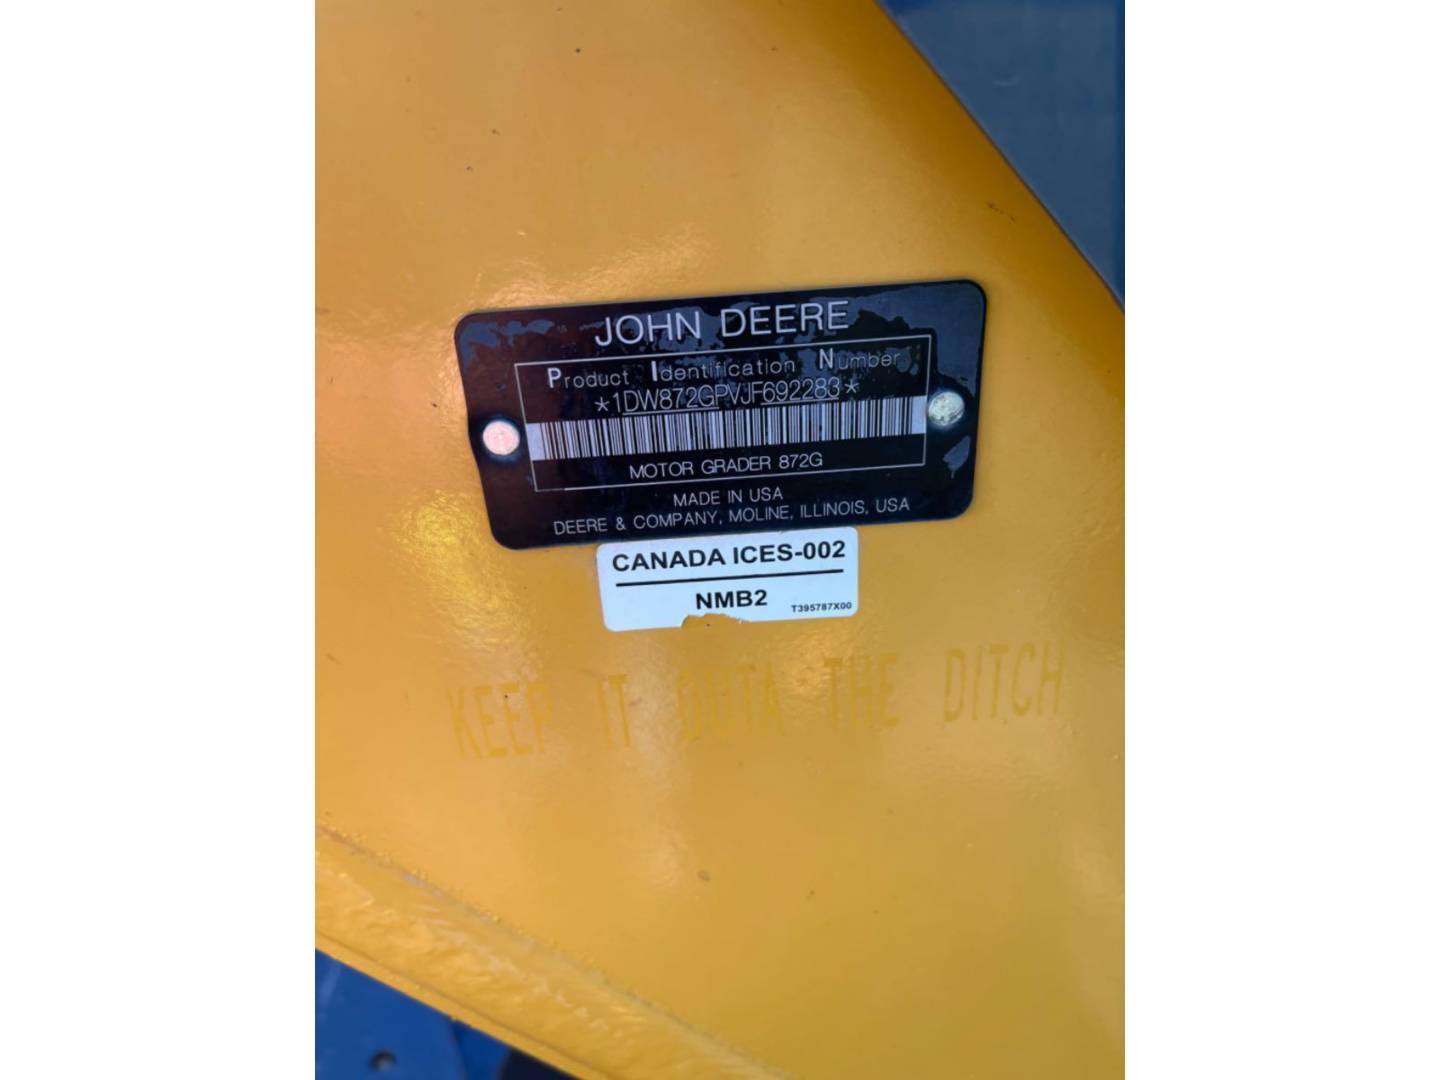 JOHN DEERE
Product Identification Number
*1DW872GPVJF692283*
MOTOR GRADER 872G
MADE IN USA
DEERE & COMPANY, MOLINE, ILLINOIS, USA
CANADA ICES-002
NMB2
T395787X00
KEEP IT OUTA THE DITCH